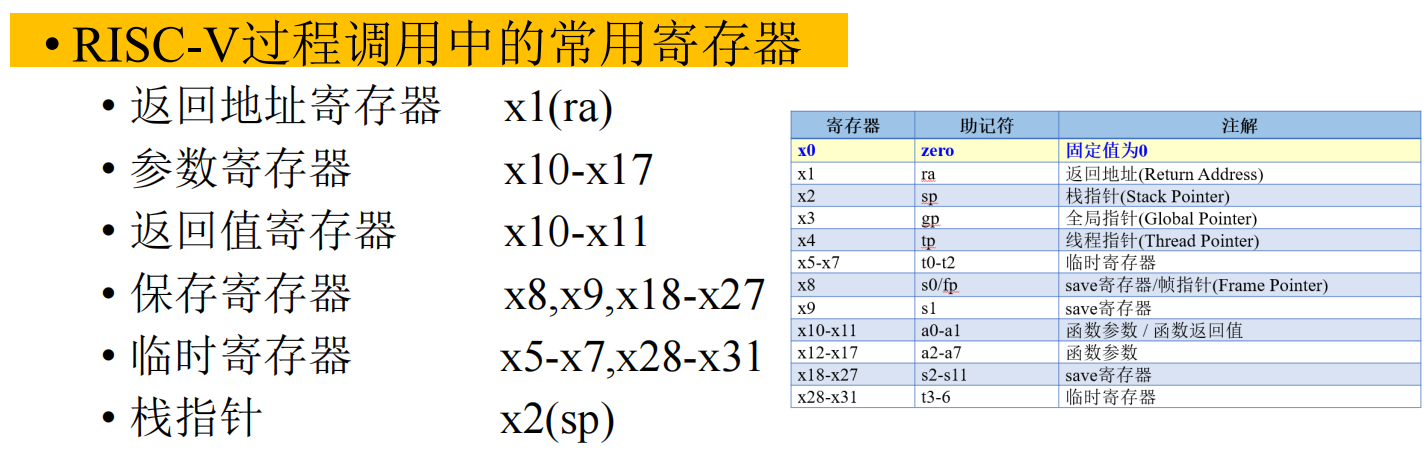 • RISC-V过程调用中的常用寄存器
• 返回地址寄存器 x1(ra)
• 参数寄存器 x10-x17
• 返回值寄存器 x10-x11
• 保存寄存器 x8,x9,x18-x27
• 临时寄存器 x5-x7,x28-x31
• 栈指针 x2(sp)
寄存器 助记符 注解
x0 zero 固定值为0
x1 ra 返回地址(Return Address)
x2 sp 栈指针(Stack Pointer)
x3 gp 全局指针(Global Pointer)
x4 tp 线程指针(Thread Pointer)
x5-x7 t0-t2 临时寄存器
x8 s0/fp save寄存器/帧指针(Frame Pointer)
x9 s1 save寄存器
x10-x11 a0-a1 函数参数 / 函数返回值
x12-x17 a2-a7 函数参数
x18-x27 s2-s11 save寄存器
x28-x31 t3-6 临时寄存器